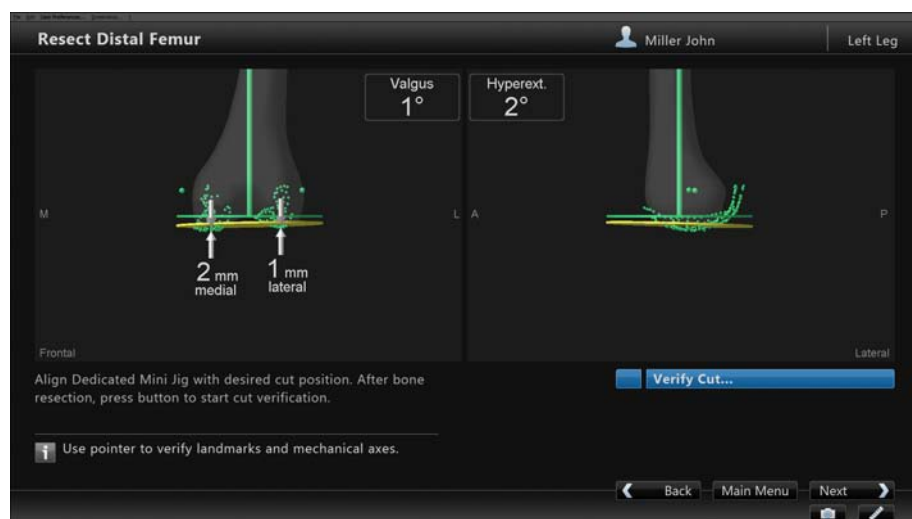 Resect Distal Femur
Miller John
Left Leg
Valgus
1°
Hyperext.
2°
M
L
A
P
2 mm
medial
1 mm
lateral
Frontal
Lateral
Align Dedicated Mini Jig with desired cut position. After bone
resection, press button to start cut verification.
Verify Cut...
Use pointer to verify landmarks and mechanical axes.
Back
Main Menu
Next